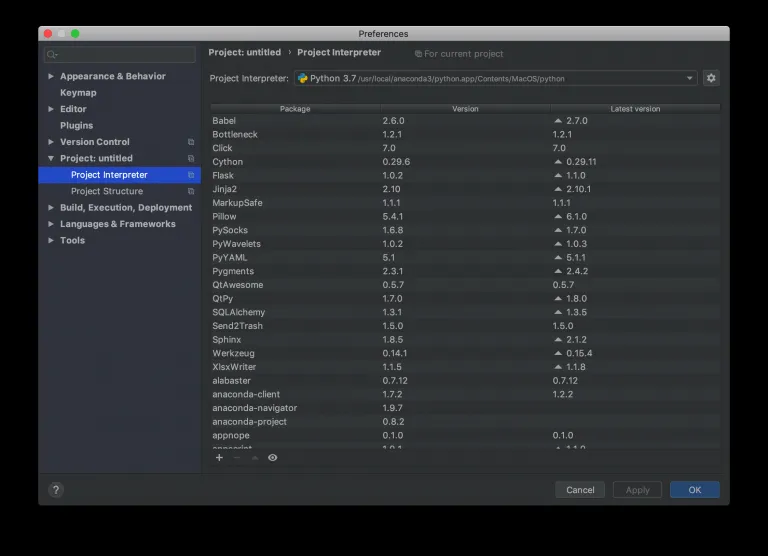 Preferences
Project: untitled › Project Interpreter For current project
Appearance & Behavior
Keymap
Editor
Plugins
Version Control
Project: untitled
Project Interpreter
Project Structure
Build, Execution, Deployment
Languages & Frameworks
Tools
Project Interpreter: Python 3.7 /usr/local/anaconda3/python.app/Contents/MacOS/python
Package Version Latest version
Babel 2.6.0 2.7.0
Bottleneck 1.2.1 1.2.1
Click 7.0 7.0
Cython 0.29.6 0.29.11
Flask 1.0.2 1.1.0
Jinja2 2.10 2.10.1
MarkupSafe 1.1.1 1.1.1
Pillow 5.4.1 6.1.0
PySocks 1.6.8 1.7.0
PyWavelets 1.0.2 1.0.3
PyYAML 5.1 5.1.1
Pygments 2.3.1 2.4.2
QtAwesome 0.5.7 0.5.7
QtPy 1.7.0 1.8.0
SQLAlchemy 1.3.1 1.3.5
Send2Trash 1.5.0 1.5.0
Sphinx 1.8.5 2.1.2
Werkzeug 0.14.1 0.15.4
XlsxWriter 1.1.5 1.1.8
alabaster 0.7.12 0.7.12
anaconda-client 1.7.2 1.2.2
anaconda-navigator 1.9.7
anaconda-project 0.8.2
appnope 0.1.0 0.1.0
appscript 1.0.1 1.1.0
? Cancel Apply OK